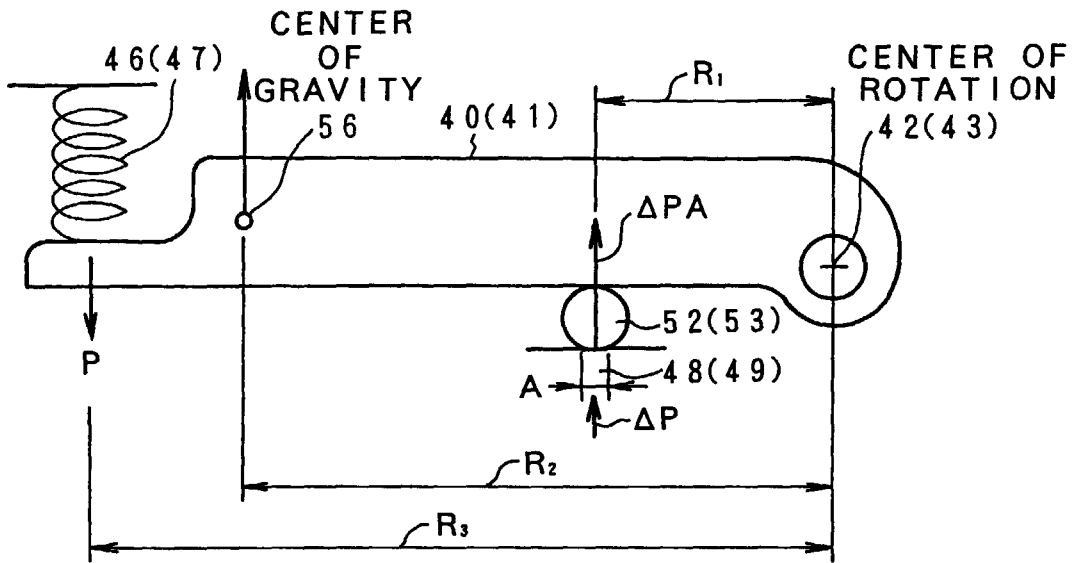 CENTER
OF
GRAVITY
46(47)
56
40(41)
R₁
CENTER OF
ROTATION
42(43)
ΔPA
P
52(53)
48(49)
A
ΔP
R₂
R₃